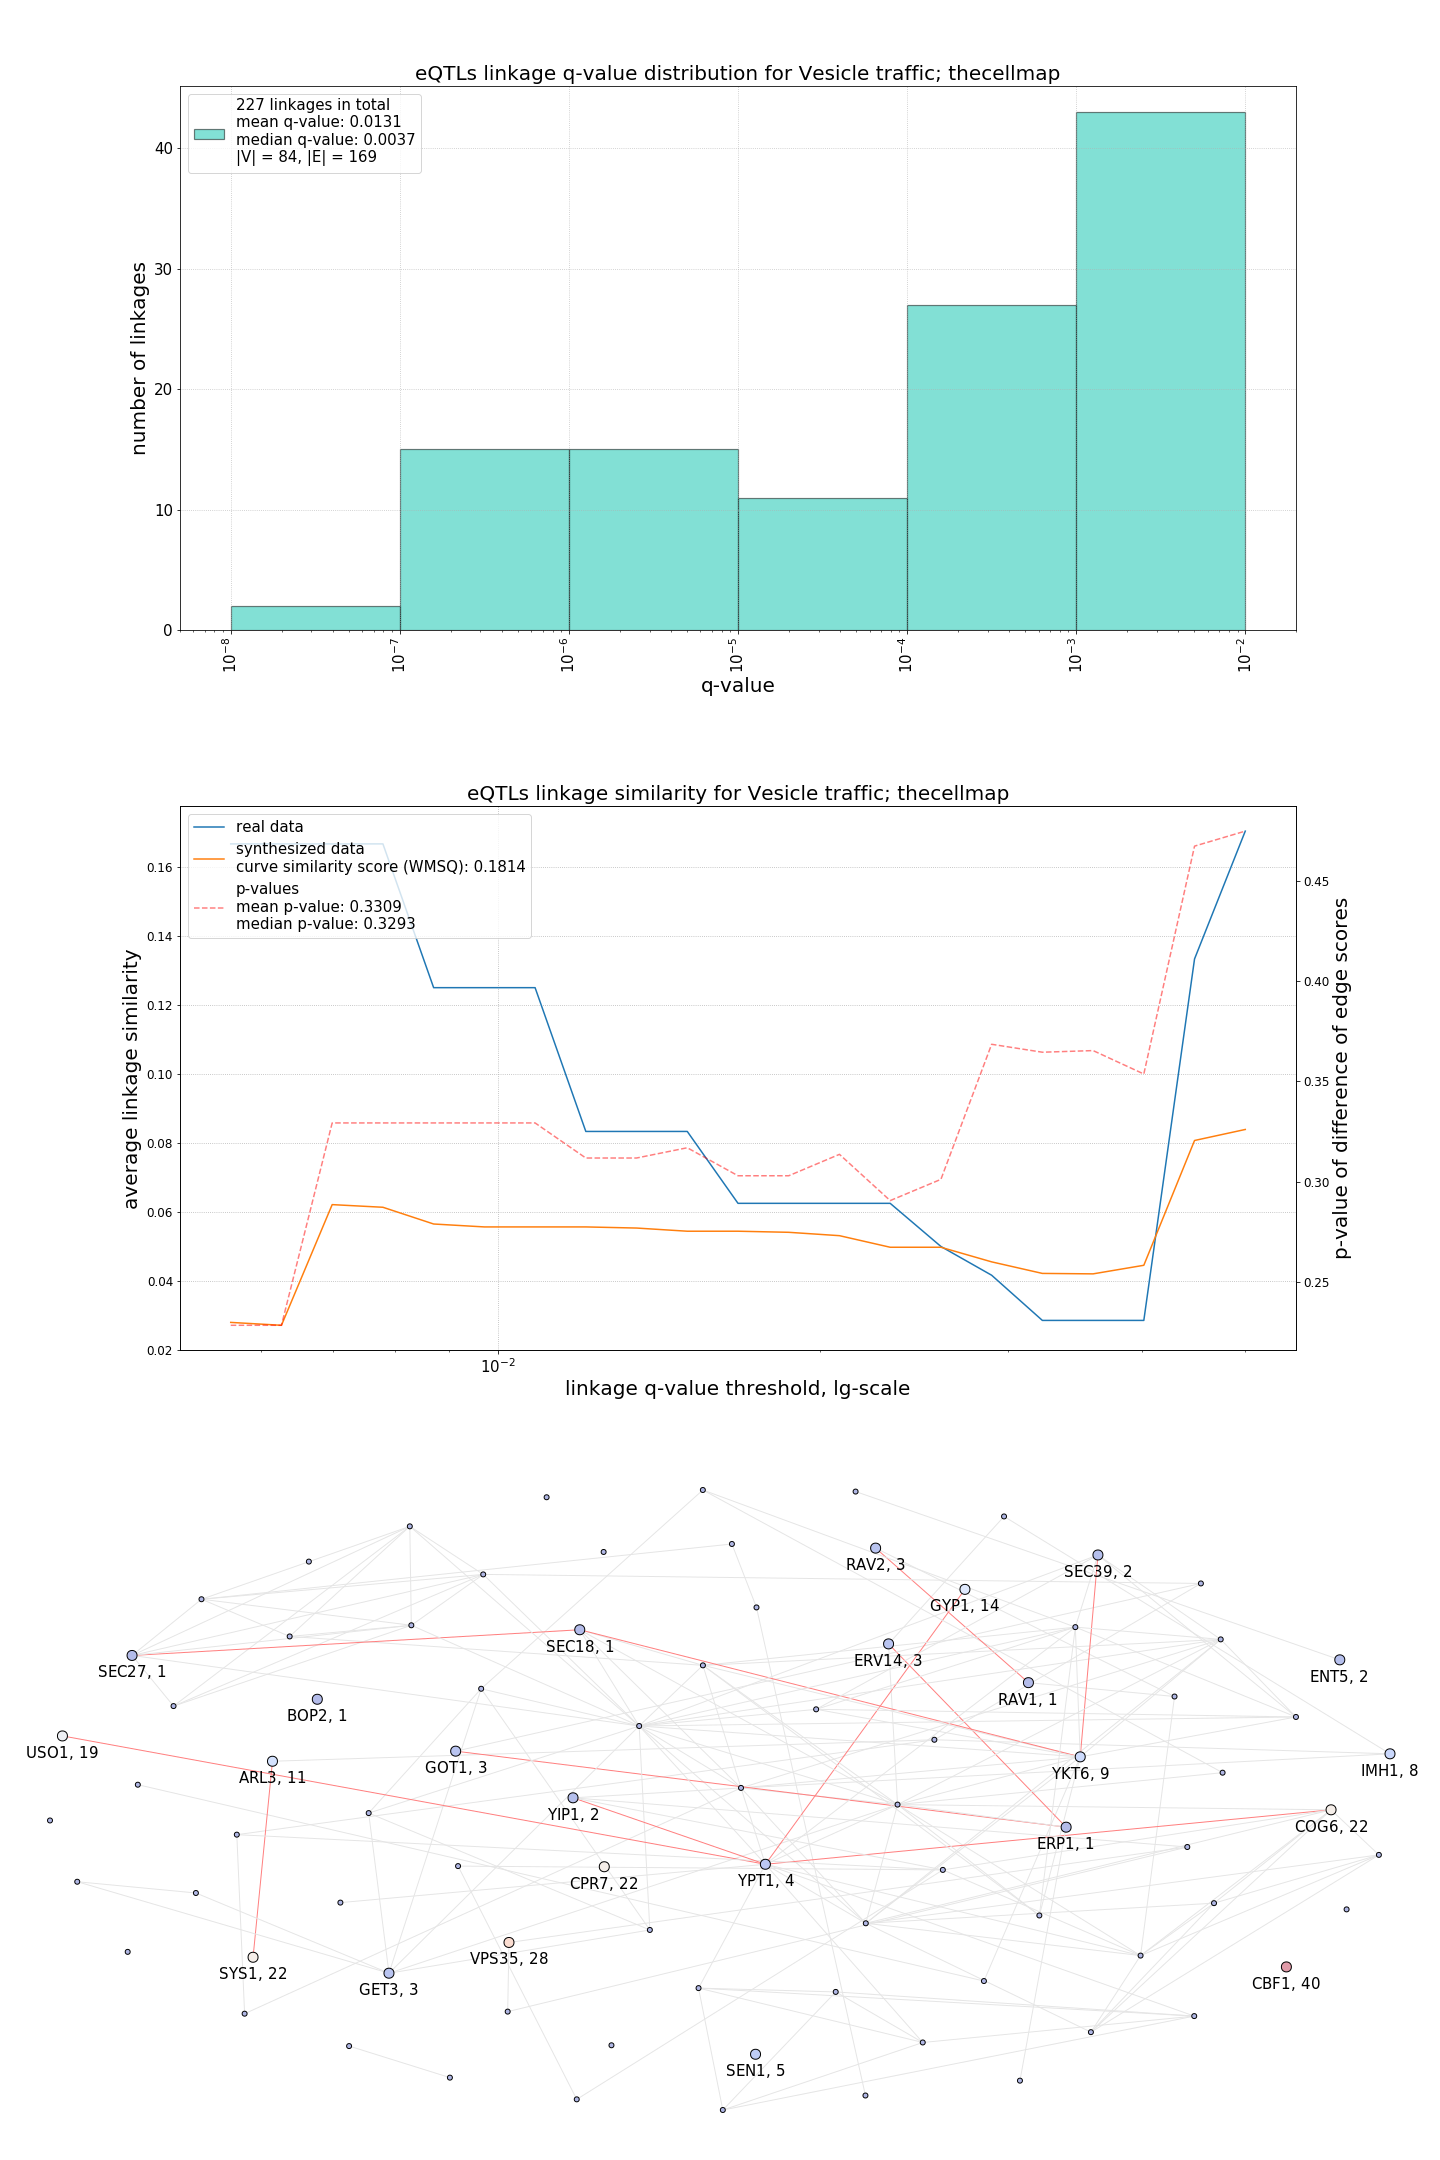 eQTLs linkage q-value distribution for Vesicle traffic; thecellmap
227 linkages in total
mean q-value: 0.0131
median q-value: 0.0037
|V| = 84, |E| = 169
number of linkages
40
30
20
10
0
10⁻⁸ 10⁻⁷ 10⁻⁶ 10⁻⁵ 10⁻⁴ 10⁻³ 10⁻²
q-value
eQTLs linkage similarity for Vesicle traffic; thecellmap
real data
synthesized data
curve similarity score (WMSQ): 0.1814
p-values
mean p-value: 0.3309
median p-value: 0.3293
average linkage similarity
0.16
0.14
0.12
0.10
0.08
0.06
0.04
0.02
0.45
0.40
0.35
0.30
0.25
p-value of difference of edge scores
10⁻²
linkage q-value threshold, lg-scale
RAV2, 3
SEC39, 2
GYP1, 14
SEC18, 1
ERV14, 3
SEC27, 1
ENT5, 2
RAV1, 1
BOP2, 1
USO1, 19
GOT1, 3
YKT6, 9
IMH1, 8
ARL3, 11
YIP1, 2
COG6, 22
ERP1, 1
CPR7, 22
YPT1, 4
VPS35, 28
SYS1, 22
GET3, 3
CBF1, 40
SEN1, 5